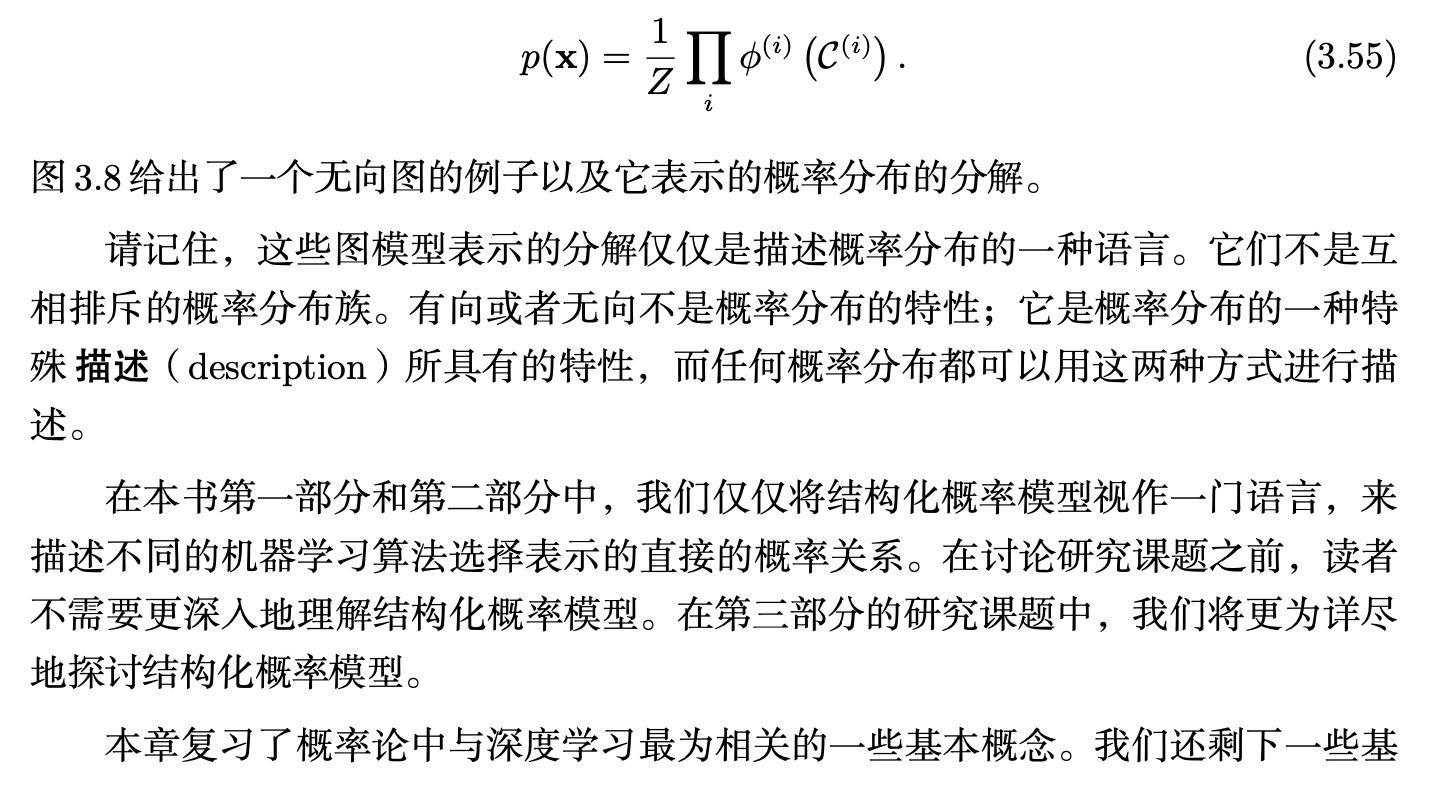 p(x) = \frac{1}{Z} \prod_{i} \phi^{(i)} \left( \mathcal{C}^{(i)} \right). (3.55)
图 3.8 给出了一个无向图的例子以及它表示的概率分布的分解。
请记住，这些图模型表示的分解仅仅是描述概率分布的一种语言。它们不是互
相排斥的概率分布族。有向或者无向不是概率分布的特性；它是概率分布的一种特
殊 描述（description）所具有的特性，而任何概率分布都可以用这两种方式进行描
述。
在本书第一部分和第二部分中，我们仅仅将结构化概率模型视作一门语言，来
描述不同的机器学习算法选择表示的直接的概率关系。在讨论研究课题之前，读者
不需要更深入地理解结构化概率模型。在第三部分的研究课题中，我们将更为详尽
地探讨结构化概率模型。
本章复习了概率论中与深度学习最为相关的一些基本概念。我们还剩下一些基